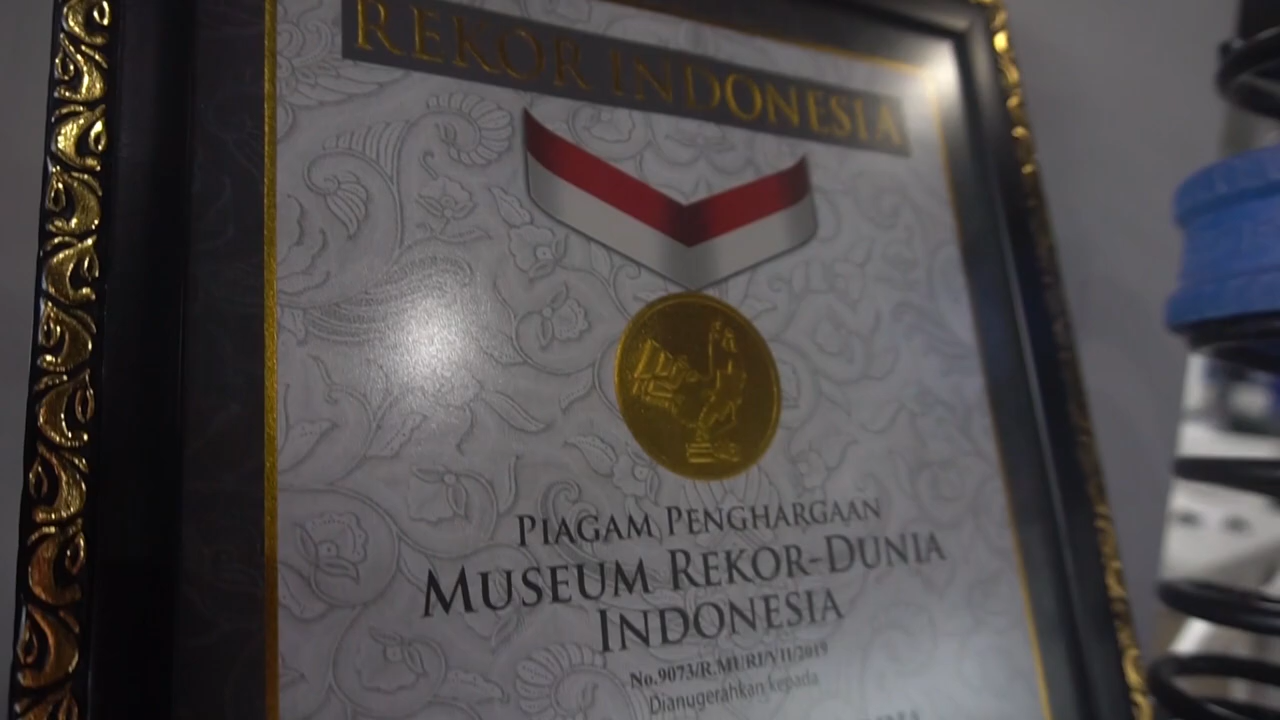 REKOR INDONESIA
PIAGAM PENGHARGAAN
MUSEUM REKOR-DUNIA
INDONESIA
No.9073/R.MURI/VII/2019
Dianugerahkan kepada